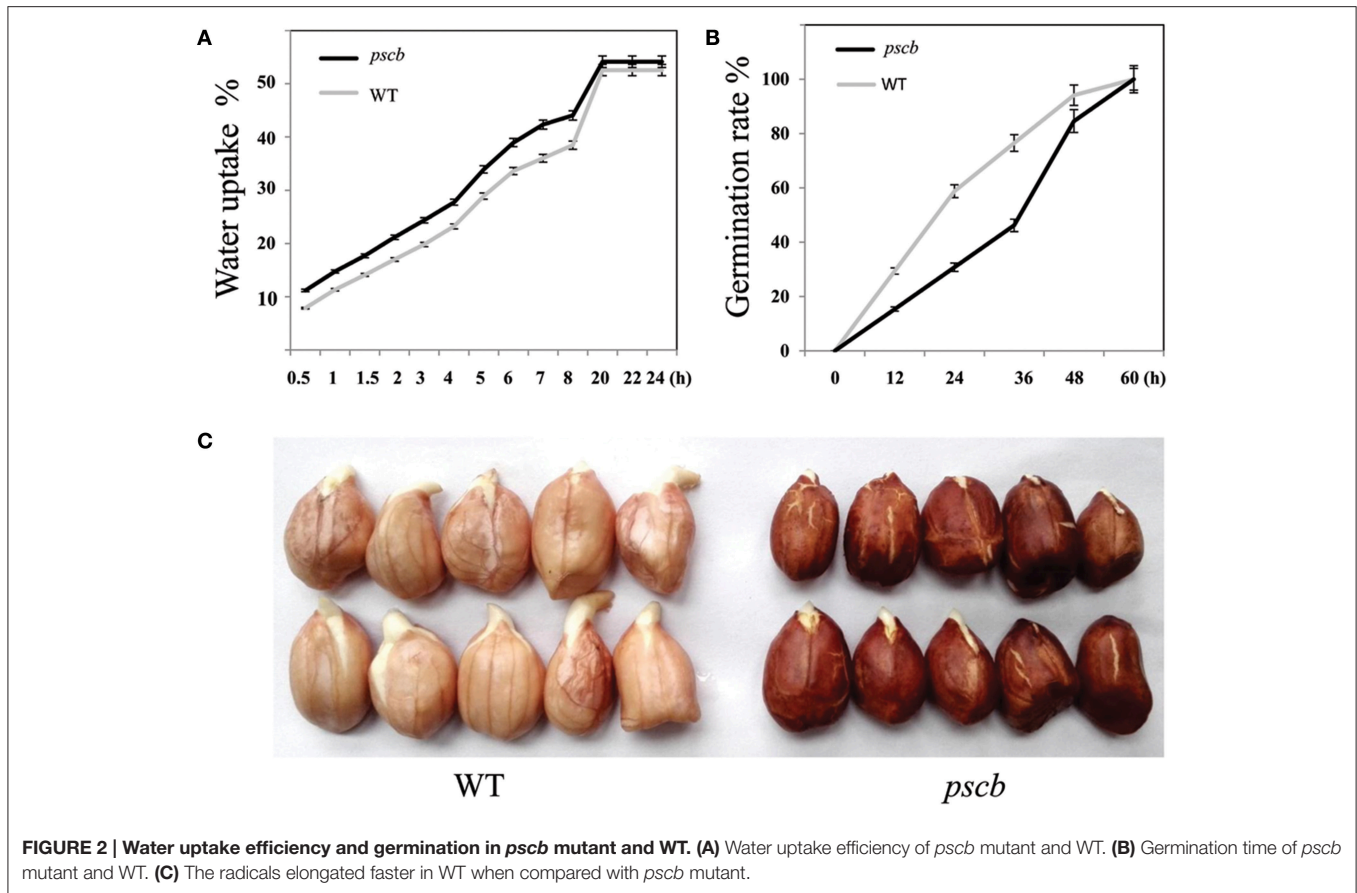 A
pscb
WT
Water uptake %
50
40
30
20
10
0.5 1 1.5 2 3 4 5 6 7 8 20 22 24 (h)
B
pscb
WT
Germination rate %
100
80
60
40
20
0
0 12 24 36 48 60 (h)
C
WT
pscb
FIGURE 2 | Water uptake efficiency and germination in pscb mutant and WT. (A) Water uptake efficiency of pscb mutant and WT. (B) Germination time of pscb
mutant and WT. (C) The radicals elongated faster in WT when compared with pscb mutant.